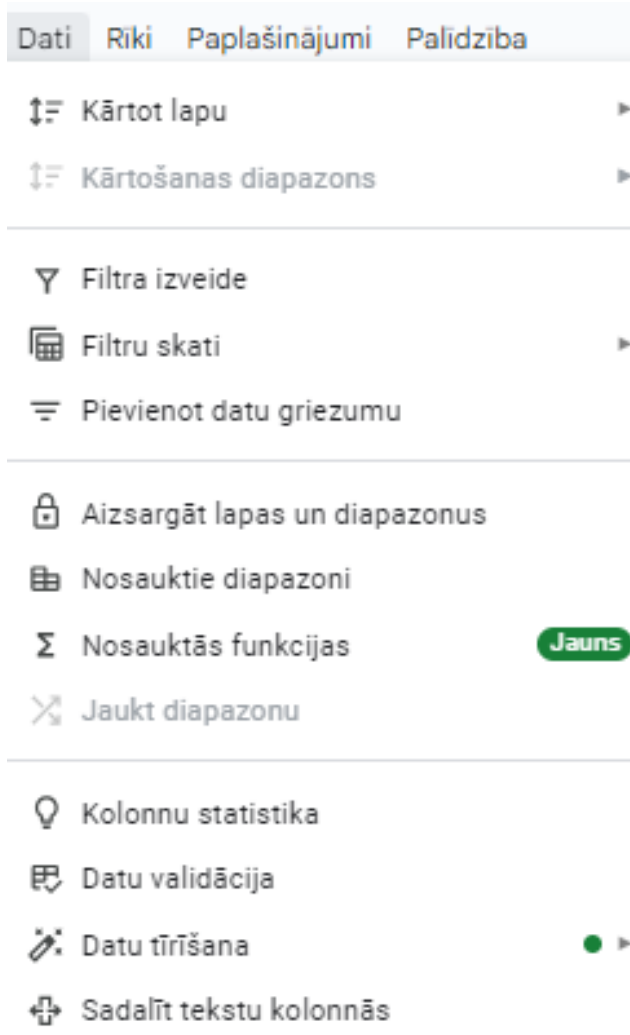 Dati Rīki Paplašinājumi Palīdzība
Kārtot lapu
Kārtošanas diapazons
Filtra izveide
Filtru skati
Pievienot datu griezumu
Aizsargāt lapas un diapazonus
Nosauktie diapazoni
Nosauktās funkcijas Jauns
Jaukt diapazonu
Kolonnu statistika
Datu validācija
Datu tīrīšana
Sadalīt tekstu kolonnās